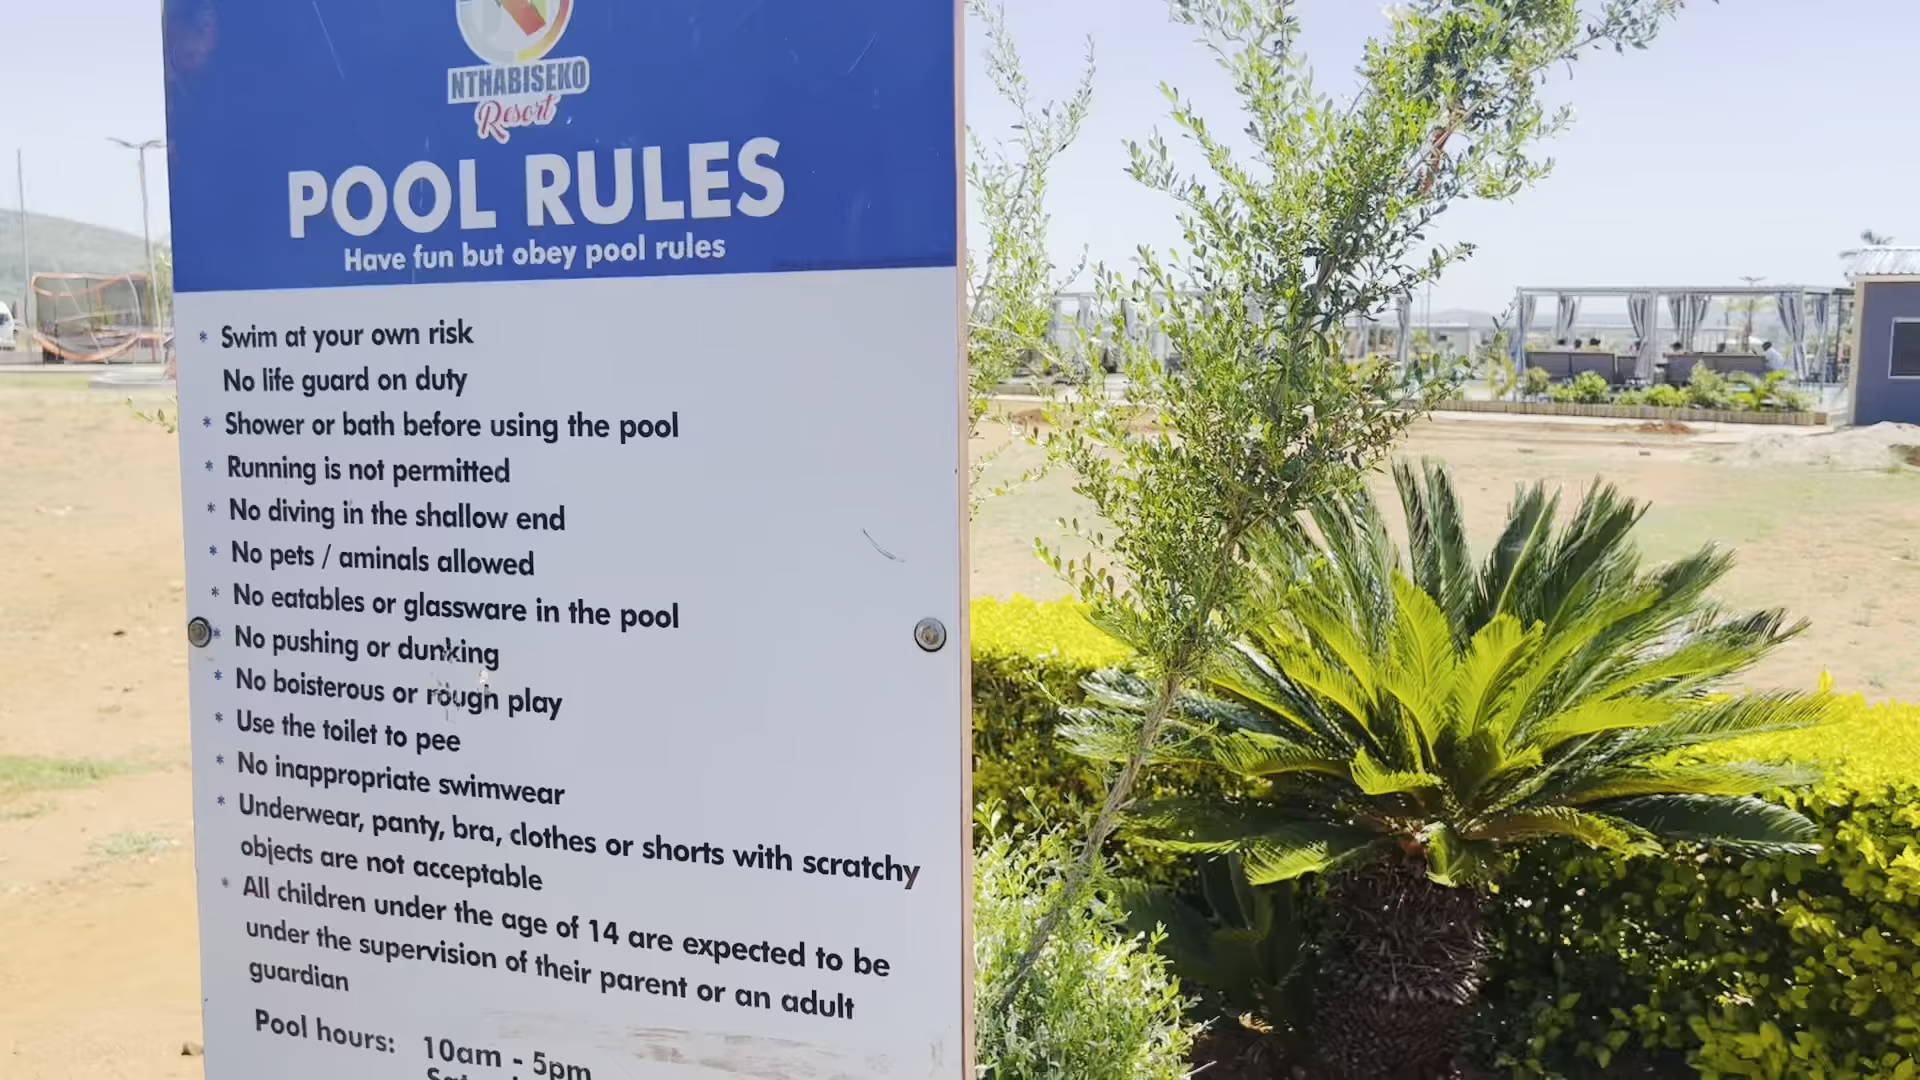 NTHABISEKO
Resort
POOL RULES
Have fun but obey pool rules
* Swim at your own risk
No life guard on duty
* Shower or bath before using the pool
* Running is not permitted
* No diving in the shallow end
* No pets / aminals allowed
* No eatables or glassware in the pool
* No pushing or dunking
* No boisterous or rough play
* Use the toilet to pee
* No inappropriate swimwear
* Underwear, panty, bra, clothes or shorts with scratchy
objects are not acceptable
* All children under the age of 14 are expected to be
under the supervision of their parent or an adult
guardian
Pool hours: 10am - 5pm